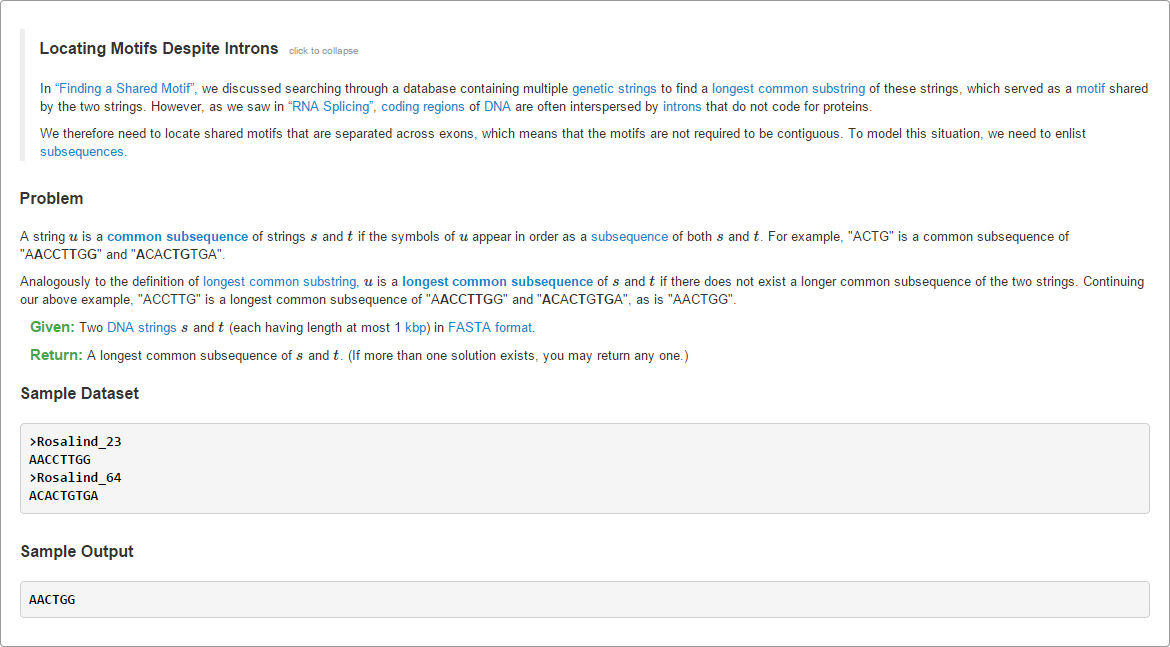 Locating Motifs Despite Introns click to collapse
In “Finding a Shared Motif”, we discussed searching through a database containing multiple genetic strings to find a longest common substring of these strings, which served as a motif shared
by the two strings. However, as we saw in “RNA Splicing”, coding regions of DNA are often interspersed by introns that do not code for proteins.
We therefore need to locate shared motifs that are separated across exons, which means that the motifs are not required to be contiguous. To model this situation, we need to enlist
subsequences.
Problem
A string u is a common subsequence of strings s and t if the symbols of u appear in order as a subsequence of both s and t. For example, "ACTG" is a common subsequence of
"AACCTTGG" and "ACACTGTGA".
Analogously to the definition of longest common substring, u is a longest common subsequence of s and t if there does not exist a longer common subsequence of the two strings. Continuing
our above example, "ACCTTG" is a longest common subsequence of "AACCTTGG" and "ACACTGTGA", as is "AACTGG".
Given: Two DNA strings s and t (each having length at most 1 kbp) in FASTA format.
Return: A longest common subsequence of s and t. (If more than one solution exists, you may return any one.)
Sample Dataset
>Rosalind_23
AACCTTGG
>Rosalind_64
ACACTGTGA
Sample Output
AACTGG